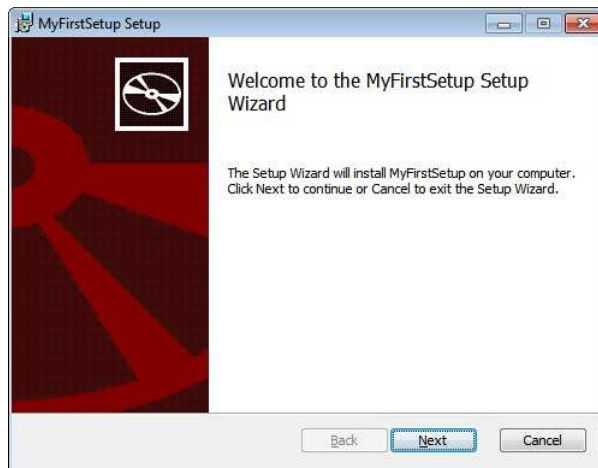 MyFirstSetup Setup
Welcome to the MyFirstSetup Setup
Wizard
The Setup Wizard will install MyFirstSetup on your computer.
Click Next to continue or Cancel to exit the Setup Wizard.
Back Next Cancel